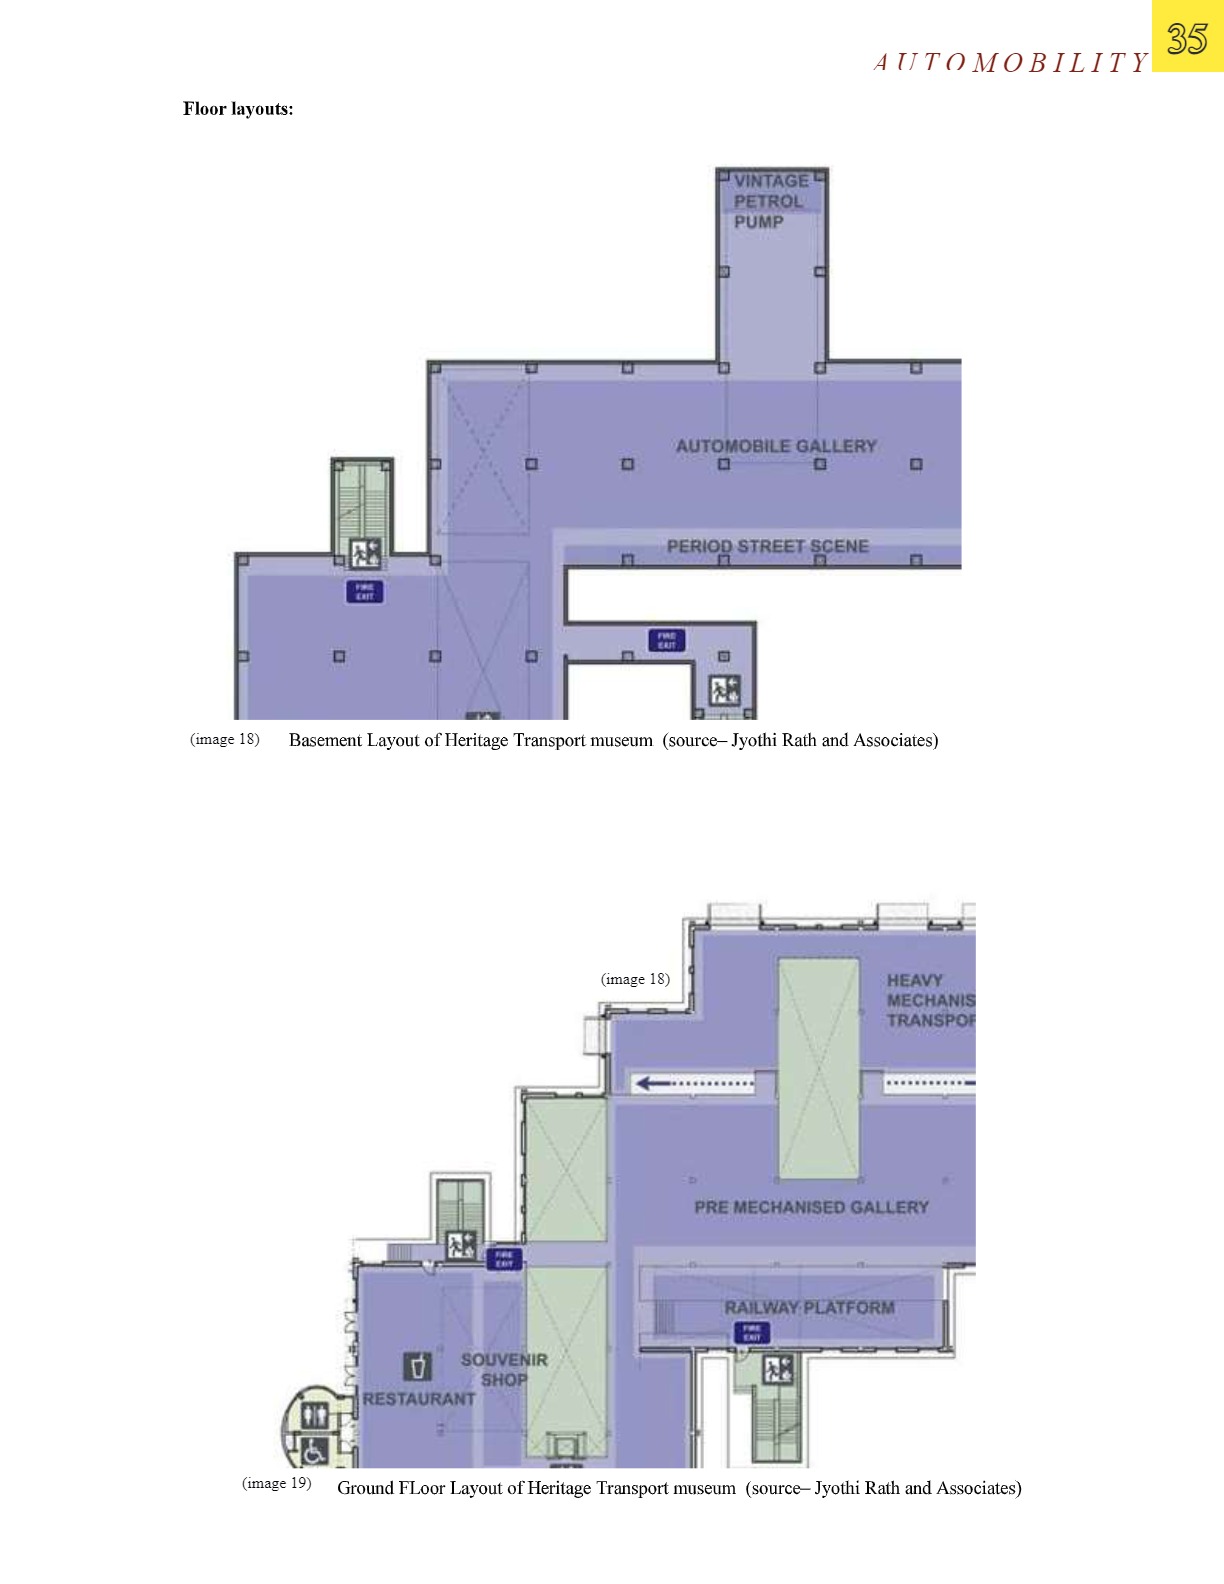 35
AUTOMOBILITY
Floor layouts:
VINTAGE
PETROL
PUMP
AUTOMOBILE GALLERY
PERIOD STREET SCENE
FIRE
EXIT
FIRE
EXIT
(image 18) Basement Layout of Heritage Transport museum (source– Jyothi Rath and Associates)
(image 18)
HEAVY
MECHANIS
TRANSPOR
PRE MECHANISED GALLERY
FIRE
EXIT
RAILWAY PLATFORM
FIRE
EXIT
SOUVENIR
SHOP
RESTAURANT
(image 19) Ground FLoor Layout of Heritage Transport museum (source– Jyothi Rath and Associates)